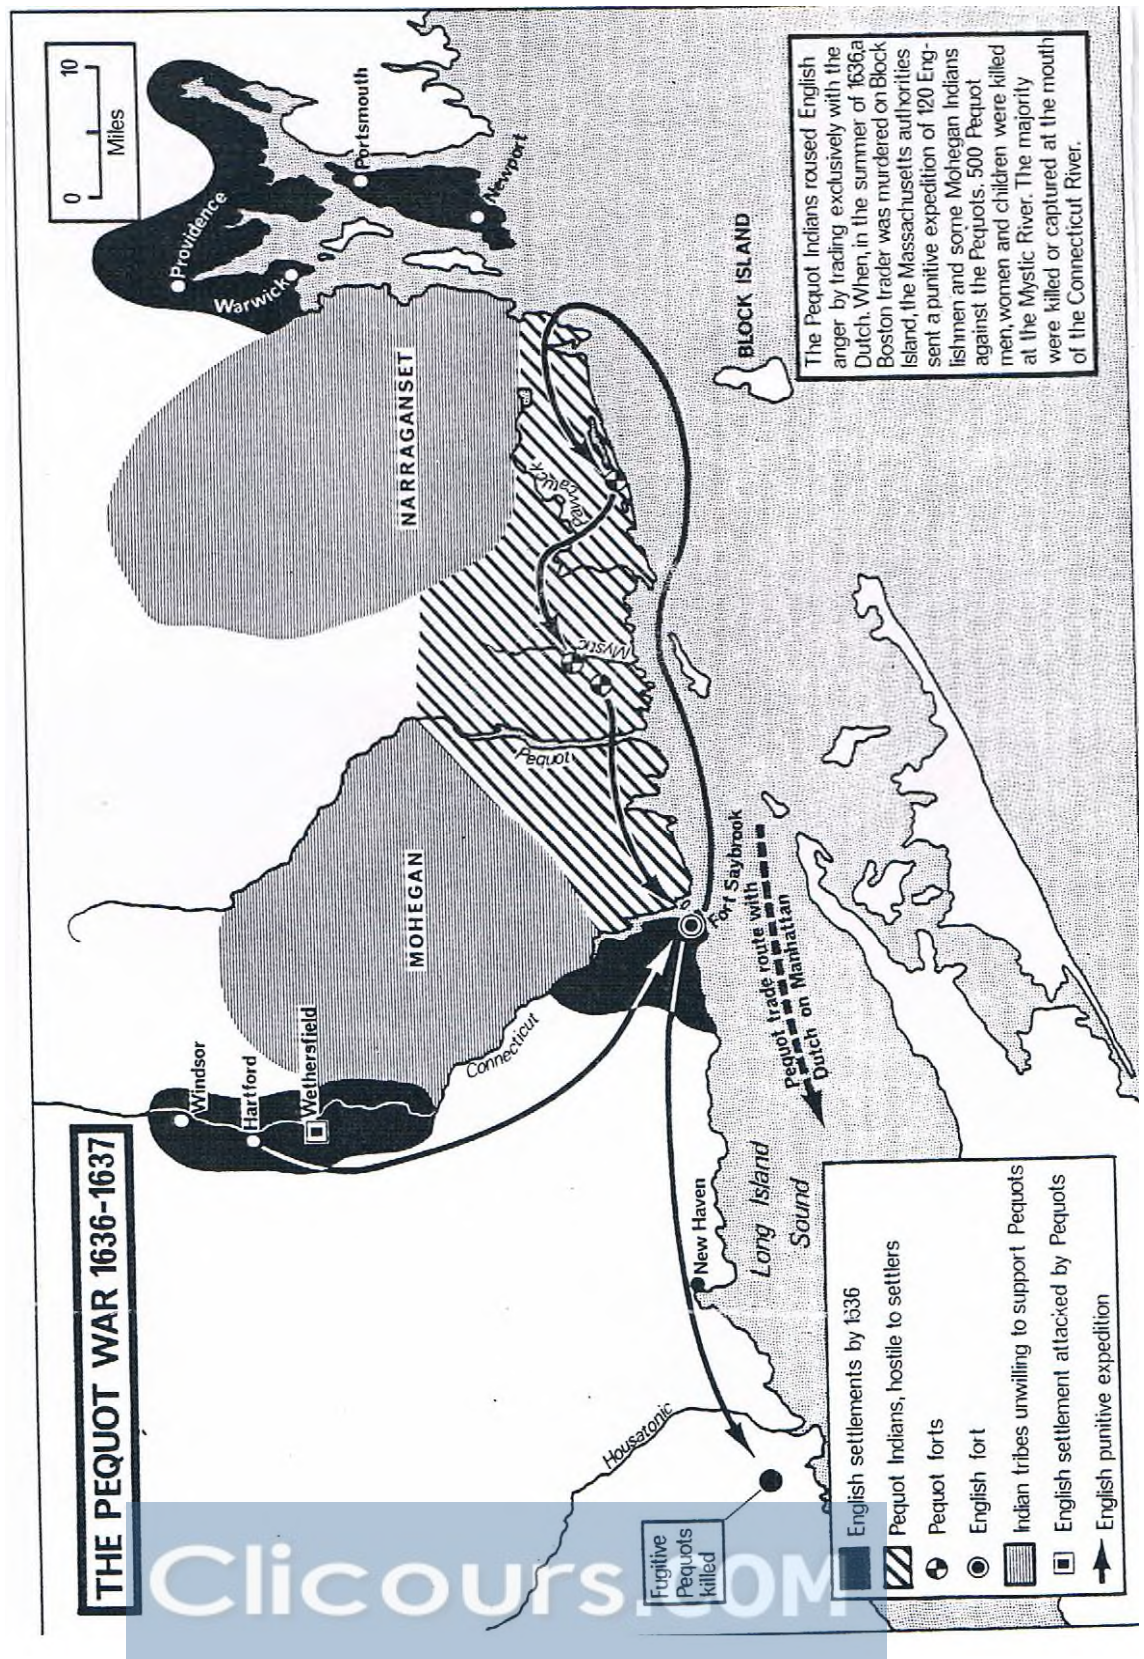 THE PEQUOT WAR 1636-1637
0 10
Miles
Providence
Warwick
Portsmouth
Newport
NARRAGANSET
BLOCK ISLAND
Pawcatuck
Mystic
Pequot
MOHEGAN
Windsor
Hartford
Wethersfield
Connecticut
Fort Saybrook
Pequot trade route with
Dutch on Manhattan
Long Island
Sound
New Haven
Housatonic
Fugitive
Pequots
killed
The Pequot Indians roused English
anger by trading exclusively with the
Dutch. When, in the summer of 1636,a
Boston trader was murdered on Block
Island, the Massachusetts authorities
sent a punitive expedition of 120 Eng-
lishmen and some Mohegan Indians
against the Pequots. 500 Pequot
men, women and children were killed
at the Mystic River. The majority
were killed or captured at the mouth
of the Connecticut River.
English settlements by 1636
Pequot Indians, hostile to settlers
Pequot forts
English fort
Indian tribes unwilling to support Pequots
English settlement attacked by Pequots
English punitive expedition
Clicours.COM